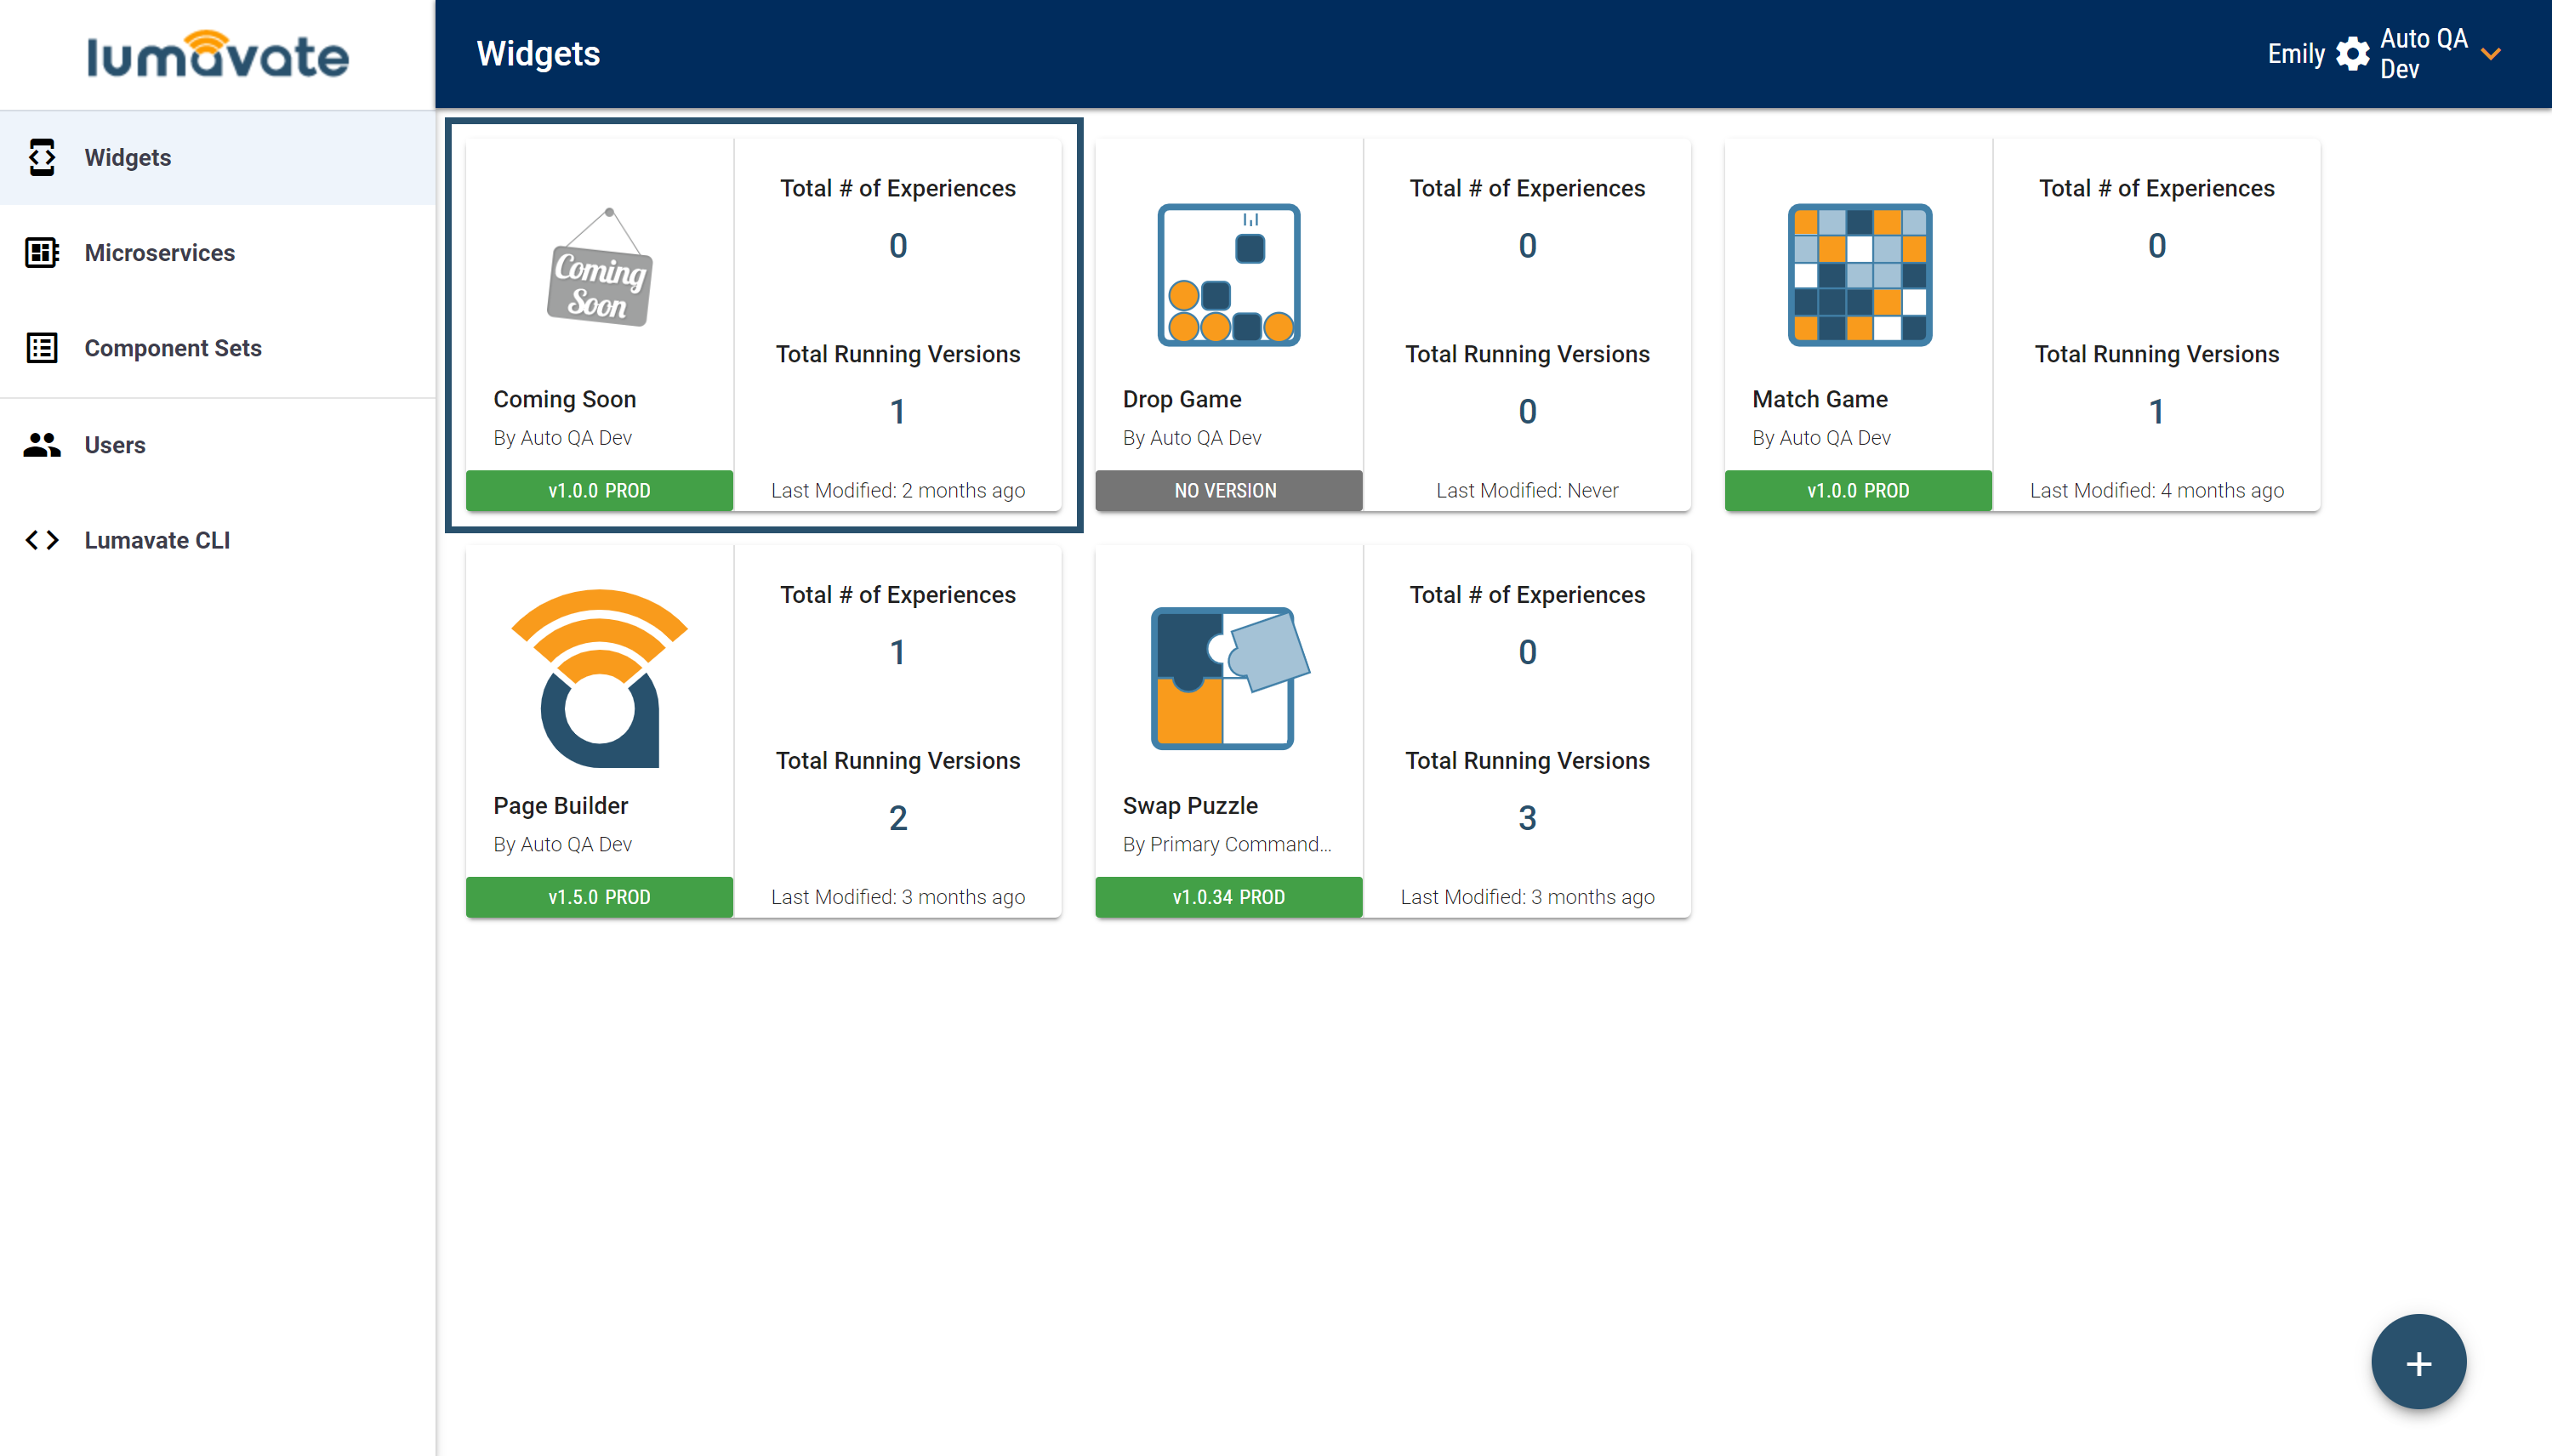 lumavate
Widgets
Emily
Auto QA
Dev
Widgets
Microservices
Component Sets
Users
Lumavate CLI
Coming
Soon
Coming Soon
By Auto QA Dev
v1.0.0 PROD
Total # of Experiences
0
Total Running Versions
1
Last Modified: 2 months ago
Drop Game
By Auto QA Dev
NO VERSION
Total # of Experiences
0
Total Running Versions
0
Last Modified: Never
Match Game
By Auto QA Dev
v1.0.0 PROD
Total # of Experiences
0
Total Running Versions
1
Last Modified: 4 months ago
Page Builder
By Auto QA Dev
v1.5.0 PROD
Total # of Experiences
1
Total Running Versions
2
Last Modified: 3 months ago
Swap Puzzle
By Primary Command...
v1.0.34 PROD
Total # of Experiences
0
Total Running Versions
3
Last Modified: 3 months ago